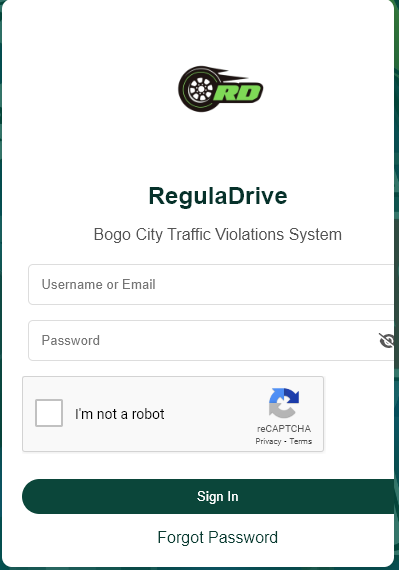 RD
RegulaDrive
Bogo City Traffic Violations System
Username or Email
Password
I'm not a robot
reCAPTCHA
Privacy - Terms
Sign In
Forgot Password